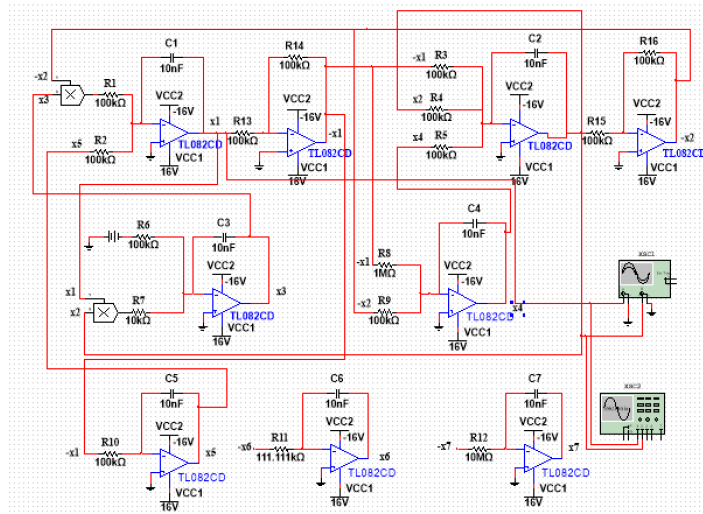 C1
10nF
R14
100kΩ
C2
10nF
R16
100kΩ
-x2
x3
R1
100kΩ
VCC2
-16V
x1
R13
100kΩ
VCC2
-16V
-x1
TL082CD
TL082CD
-x1
R3
100kΩ
x2
R4
100kΩ
x4
R5
100kΩ
VCC2
-16V
R15
100kΩ
VCC2
-16V
-x2
TL082CD
TL082CD
x5
R2
100kΩ
VCC1
16V
VCC1
16V
VCC1
16V
VCC1
16V
R6
100kΩ
C3
10nF
VCC2
-16V
x3
x1
x2
R7
10kΩ
TL082CD
VCC1
16V
-x1
R8
1MΩ
-x2
R9
100kΩ
C4
10nF
VCC2
-16V
x4
TL082CD
VCC1
16V
XSC1
XSC2
C5
10nF
-x1
R10
100kΩ
VCC2
-16V
x5
TL082CD
VCC1
16V
C6
10nF
-x6
R11
111.111kΩ
VCC2
-16V
x6
TL082CD
VCC1
16V
C7
10nF
-x7
R12
10MΩ
VCC2
-16V
x7
TL082CD
VCC1
16V